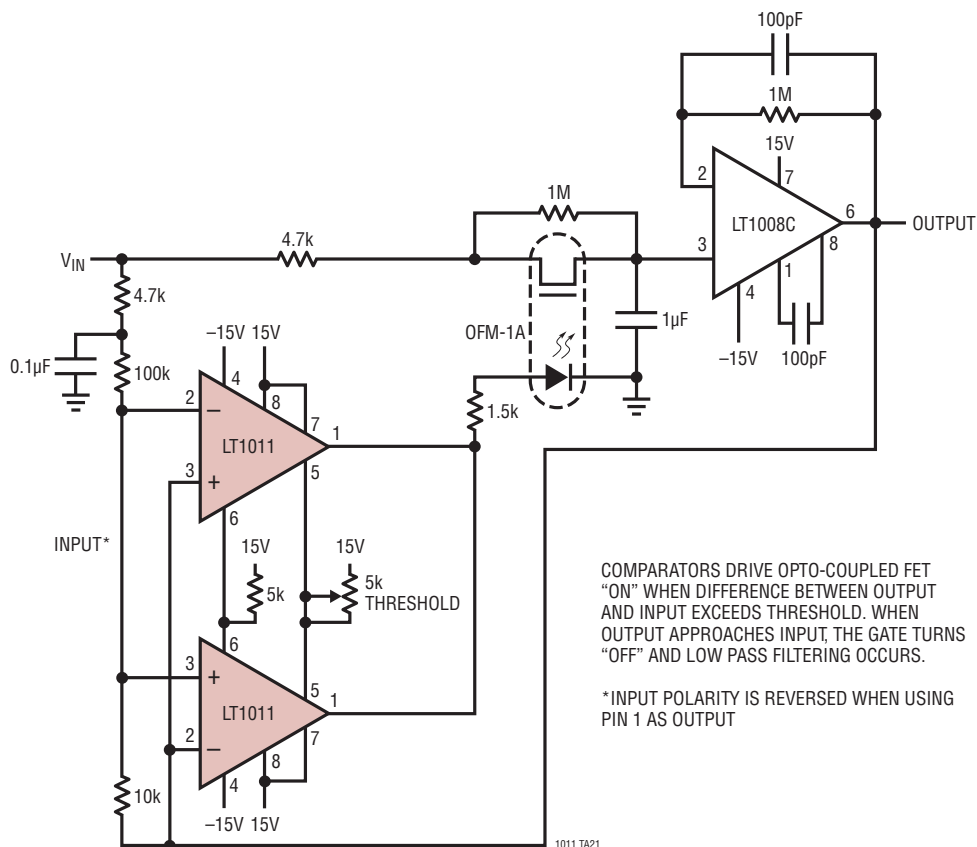 100pF
1M
15V
2
7
LT1008C
6
OUTPUT
8
3
1
4
–15V
100pF
1M
4.7k
VIN
4.7k
OFM-1A
1µF
0.1µF
100k
–15V 15V
4
8
2
–
7
1
1.5k
LT1011
3
+
5
6
INPUT*
15V
5k
15V
5k
THRESHOLD
6
3
+
5
LT1011
1
7
2
–
8
4
10k
–15V 15V
COMPARATORS DRIVE OPTO-COUPLED FET
“ON” WHEN DIFFERENCE BETWEEN OUTPUT
AND INPUT EXCEEDS THRESHOLD. WHEN
OUTPUT APPROACHES INPUT, THE GATE TURNS
“OFF” AND LOW PASS FILTERING OCCURS.
*INPUT POLARITY IS REVERSED WHEN USING
PIN 1 AS OUTPUT
1011 TA21